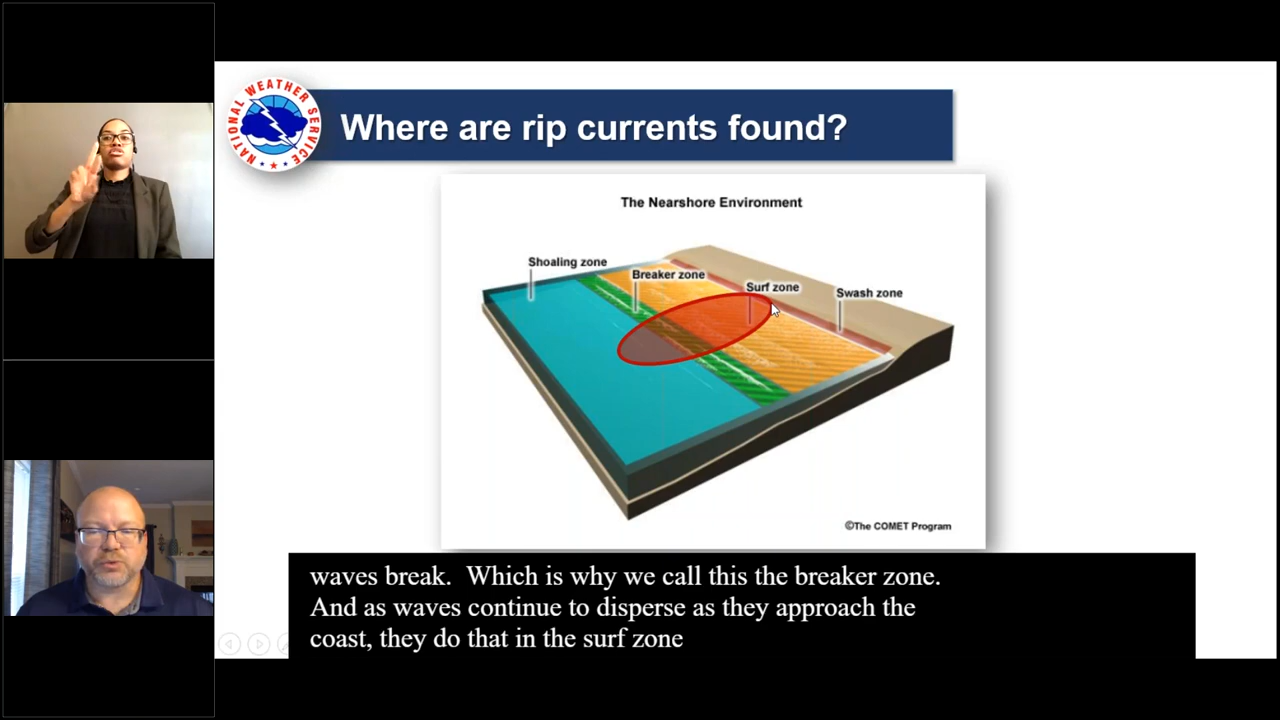 NATIONAL WEATHER SERVICE
Where are rip currents found?
The Nearshore Environment
Shoaling zone
Breaker zone
Surf zone
Swash zone
©The COMET Program
waves break.  Which is why we call this the breaker zone.
And as waves continue to disperse as they approach the
coast, they do that in the surf zone